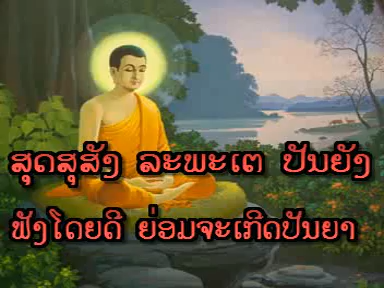 ສຸດສຸສັງ ລະພະເຕ ປັນຍັງ
ຟັງໂດຍດີ ຍ່ອມຈະເກີດປັນຍາ